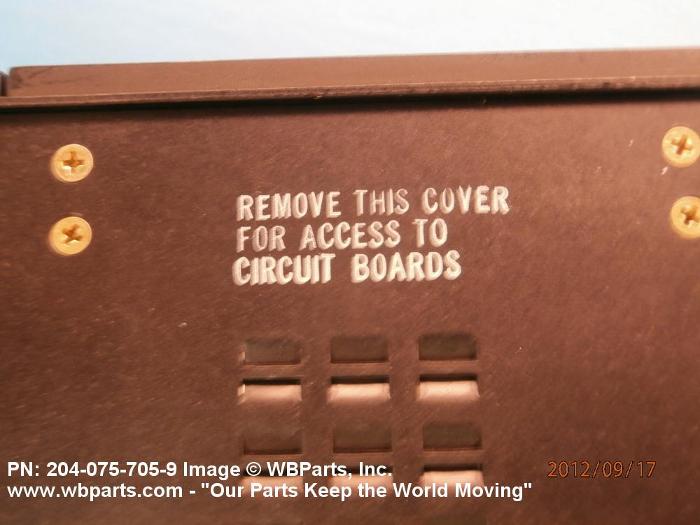 REMOVE THIS COVER
FOR ACCESS TO
CIRCUIT BOARDS
PN: 204-075-705-9 Image © WBParts, Inc.
2012/09/17
www.wbparts.com - "Our Parts Keep the World Moving"